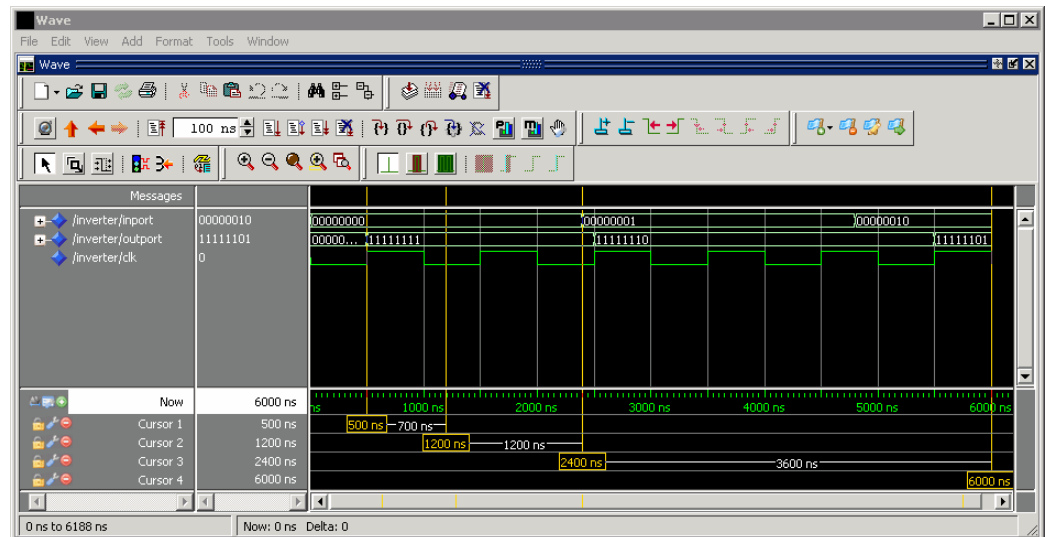 Wave
File Edit View Add Format Tools Window
Wave
100 ns
Messages
/inverter/inport 00000010 00000000 00000001 00000010
/inverter/outport 11111101 00000... 11111111 11111110 11111101
/inverter/clk 0
Now 6000 ns ns 1000 ns 2000 ns 3000 ns 4000 ns 5000 ns 6000 ns
Cursor 1 500 ns 500 ns 700 ns
Cursor 2 1200 ns 1200 ns 1200 ns
Cursor 3 2400 ns 2400 ns 3600 ns
Cursor 4 6000 ns 6000 ns
0 ns to 6188 ns Now: 0 ns Delta: 0